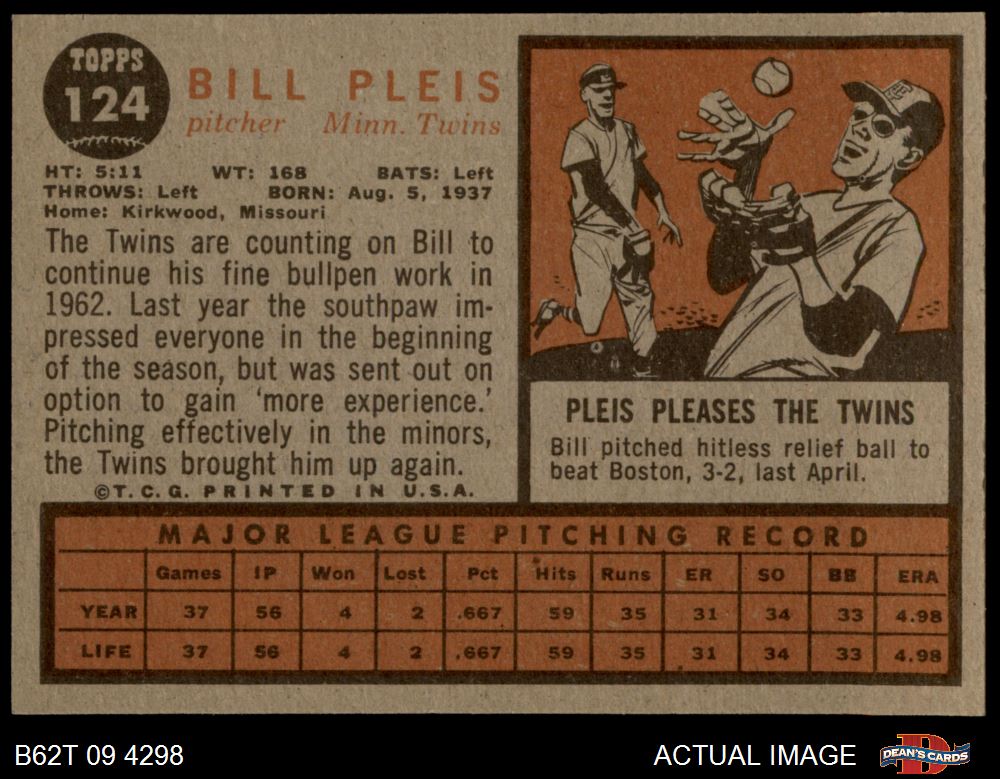 TOPPS
124
BILL PLEIS
pitcher Minn. Twins
HT: 5:11 WT: 168 BATS: Left
THROWS: Left BORN: Aug. 5, 1937
Home: Kirkwood, Missouri
The Twins are counting on Bill to
continue his fine bullpen work in
1962. Last year the southpaw im-
pressed everyone in the beginning
of the season, but was sent out on
option to gain 'more experience.'
Pitching effectively in the minors,
the Twins brought him up again.
©T.C.G. PRINTED IN U.S.A.
PLEIS PLEASES THE TWINS
Bill pitched hitless relief ball to
beat Boston, 3-2, last April.
MAJOR LEAGUE PITCHING RECORD
Games IP Won Lost Pct Hits Runs ER SO BB ERA
YEAR 37 56 4 2 .667 59 35 31 34 33 4.98
LIFE 37 56 4 2 .667 59 35 31 34 33 4.98
B62T 09 4298
ACTUAL IMAGE
DEAN'S CARDS